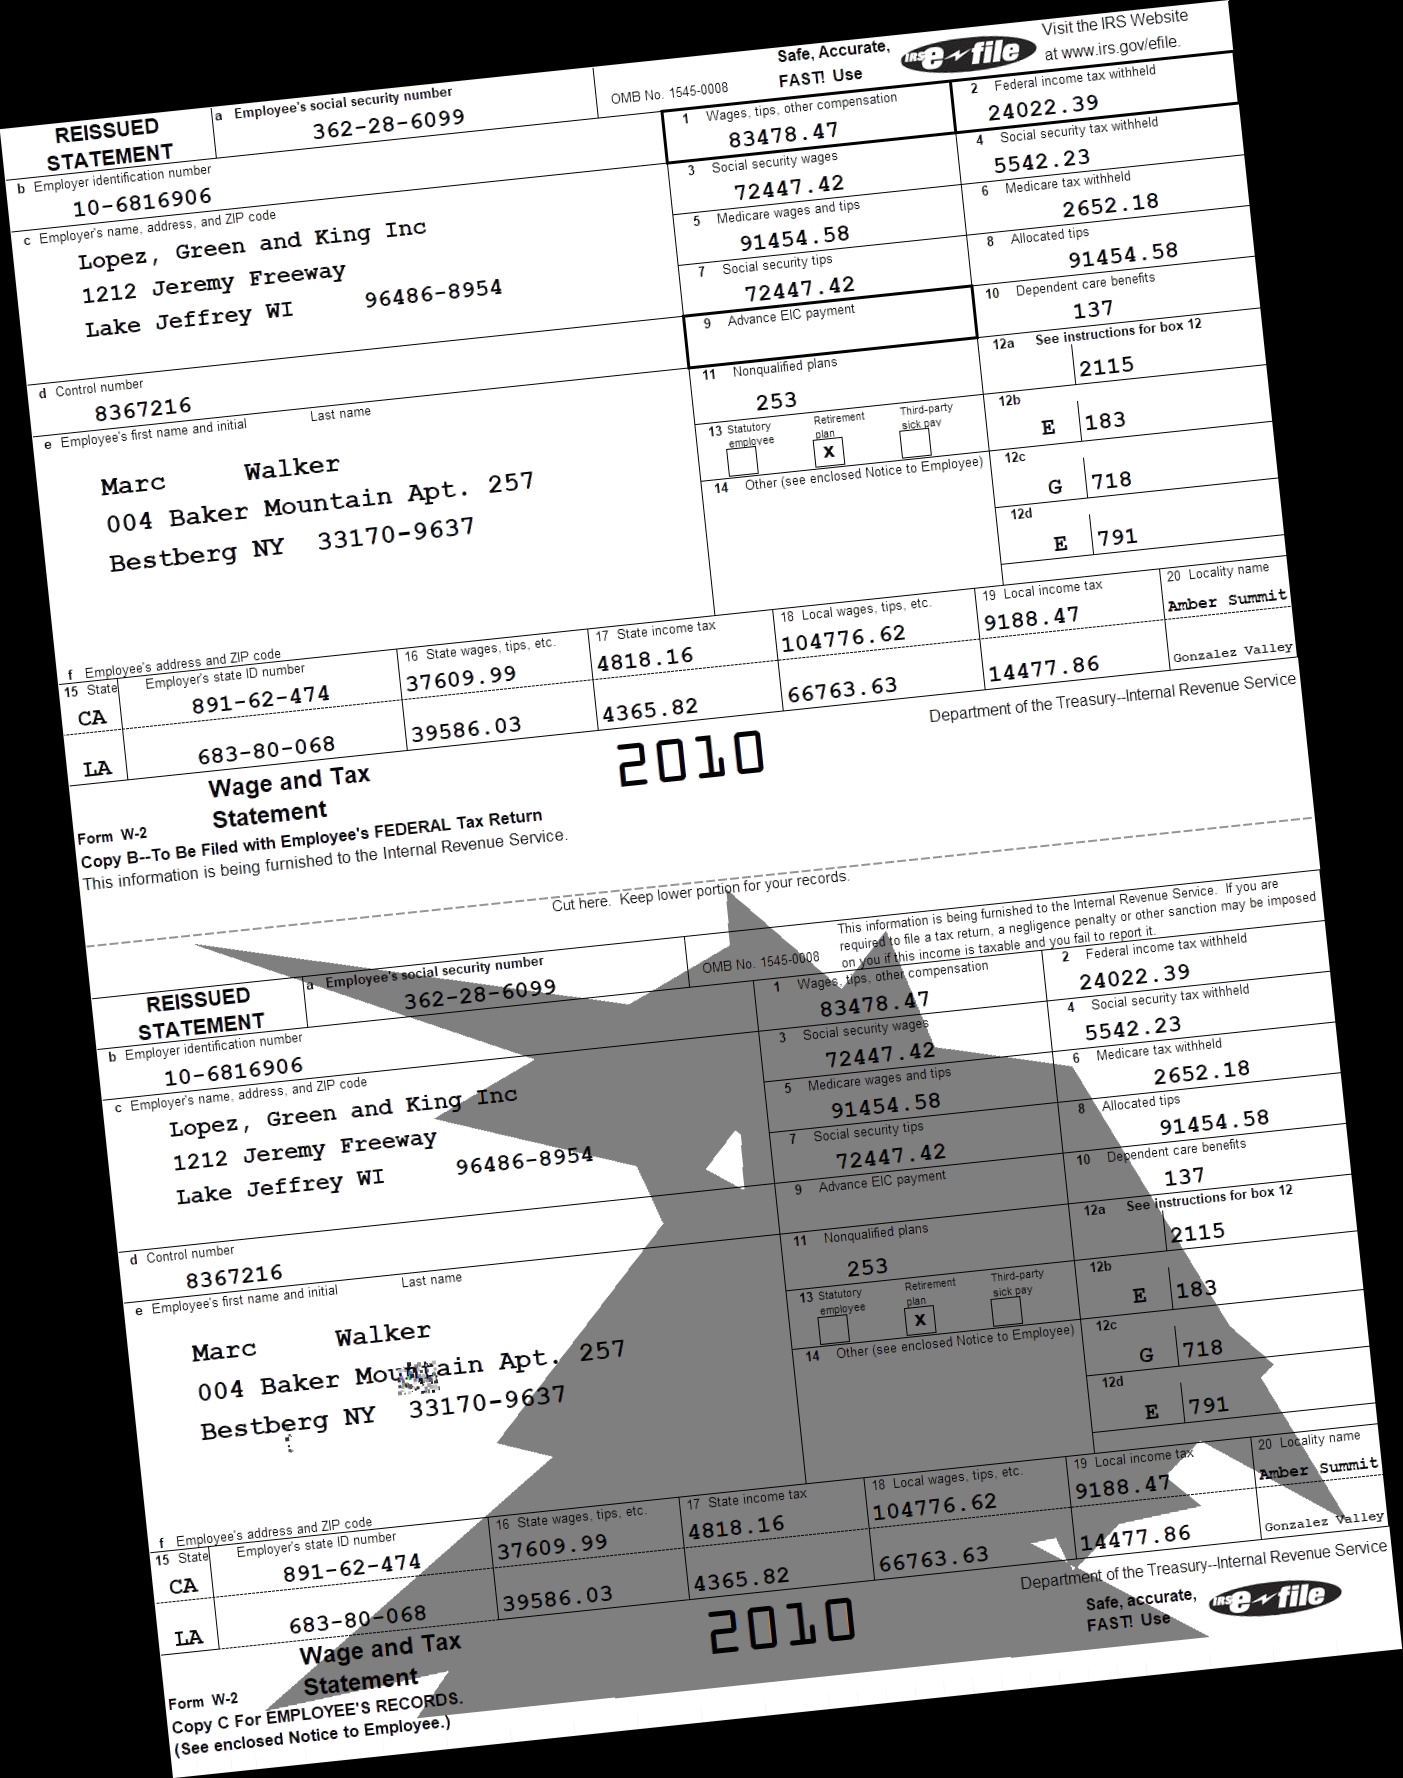 Safe, Accurate,
FAST! Use
IRS e-file
Visit the IRS Website
at www.irs.gov/efile.
REISSUED
STATEMENT
a Employee's social security number
362-28-6099
OMB No. 1545-0008
1 Wages, tips, other compensation
83478.47
2 Federal income tax withheld
24022.39
b Employer identification number
10-6816906
3 Social security wages
72447.42
4 Social security tax withheld
5542.23
c Employer's name, address, and ZIP code
Lopez, Green and King Inc
1212 Jeremy Freeway
Lake Jeffrey WI 96486-8954
5 Medicare wages and tips
91454.58
6 Medicare tax withheld
2652.18
7 Social security tips
72447.42
8 Allocated tips
91454.58
9 Advance EIC payment
10 Dependent care benefits
137
d Control number
8367216
11 Nonqualified plans
253
12a See instructions for box 12
2115
e Employee's first name and initial Last name
Marc Walker
004 Baker Mountain Apt. 257
Bestberg NY 33170-9637
13 Statutory employee
Retirement plan
X
Third-party sick pay
12b
E 183
14 Other (see enclosed Notice to Employee)
12c
G 718
12d
E 791
f Employee's address and ZIP code
15 State Employer's state ID number
16 State wages, tips, etc.
17 State income tax
18 Local wages, tips, etc.
19 Local income tax
20 Locality name
CA 891-62-474 37609.99 4818.16 104776.62 9188.47 Amber Summit
LA 683-80-068 39586.03 4365.82 66763.63 14477.86 Gonzalez Valley
Wage and Tax
Statement
2010
Department of the Treasury--Internal Revenue Service
Form W-2
Copy B--To Be Filed with Employee's FEDERAL Tax Return
This information is being furnished to the Internal Revenue Service.
Cut here. Keep lower portion for your records.
This information is being furnished to the Internal Revenue Service. If you are
required to file a tax return, a negligence penalty or other sanction may be imposed
on you if this income is taxable and you fail to report it.
REISSUED
STATEMENT
a Employee's social security number
362-28-6099
OMB No. 1545-0008
1 Wages, tips, other compensation
83478.47
2 Federal income tax withheld
24022.39
b Employer identification number
10-6816906
3 Social security wages
72447.42
4 Social security tax withheld
5542.23
c Employer's name, address, and ZIP code
Lopez, Green and King Inc
1212 Jeremy Freeway
Lake Jeffrey WI 96486-8954
5 Medicare wages and tips
91454.58
6 Medicare tax withheld
2652.18
7 Social security tips
72447.42
8 Allocated tips
91454.58
9 Advance EIC payment
10 Dependent care benefits
137
d Control number
8367216
11 Nonqualified plans
253
12a See instructions for box 12
2115
e Employee's first name and initial Last name
Marc Walker
004 Baker Mountain Apt. 257
Bestberg NY 33170-9637
13 Statutory employee
Retirement plan
X
Third-party sick pay
12b
E 183
14 Other (see enclosed Notice to Employee)
12c
G 718
12d
E 791
f Employee's address and ZIP code
15 State Employer's state ID number
16 State wages, tips, etc.
17 State income tax
18 Local wages, tips, etc.
19 Local income tax
20 Locality name
CA 891-62-474 37609.99 4818.16 104776.62 9188.47 Amber Summit
LA 683-80-068 39586.03 4365.82 66763.63 14477.86 Gonzalez Valley
Wage and Tax
Statement
2010
Department of the Treasury--Internal Revenue Service
Safe, accurate,
FAST! Use
IRS e-file
Form W-2
Copy C For EMPLOYEE'S RECORDS.
(See enclosed Notice to Employee.)